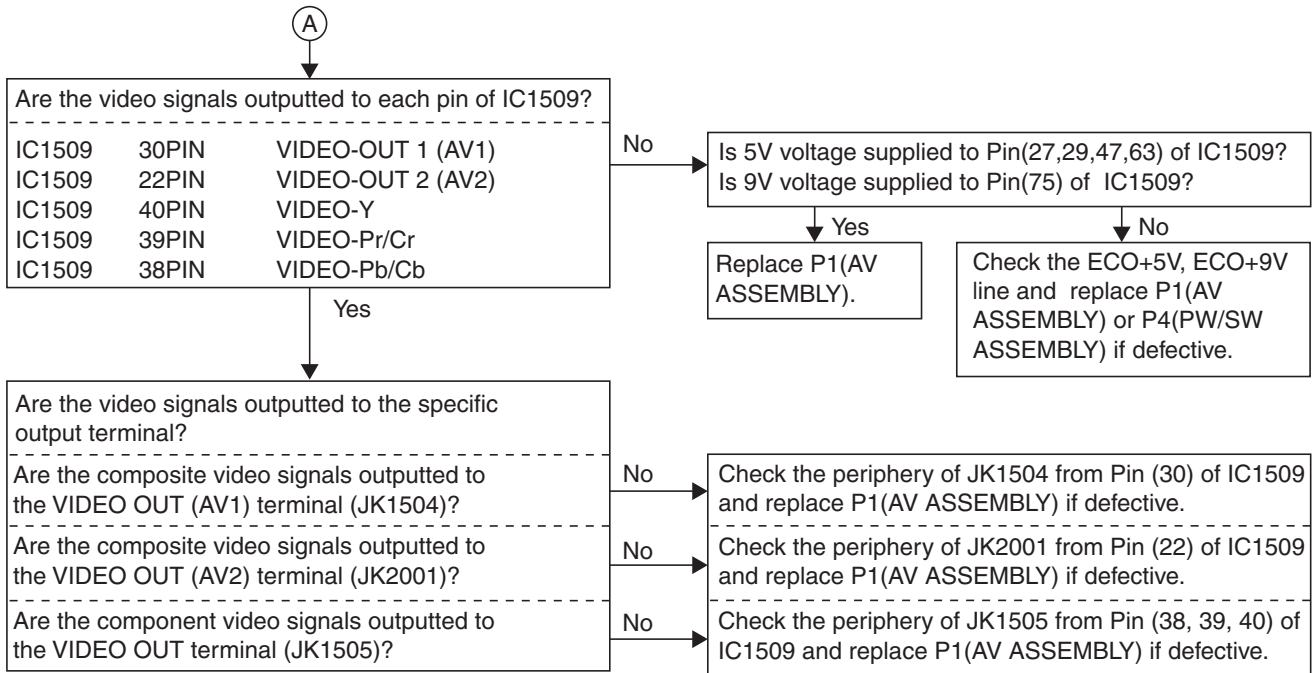 A
Are the video signals outputted to each pin of IC1509?
IC1509 30PIN VIDEO-OUT 1 (AV1)
IC1509 22PIN VIDEO-OUT 2 (AV2)
IC1509 40PIN VIDEO-Y
IC1509 39PIN VIDEO-Pr/Cr
IC1509 38PIN VIDEO-Pb/Cb
No
Is 5V voltage supplied to Pin(27,29,47,63) of IC1509?
Is 9V voltage supplied to Pin(75) of IC1509?
Yes
No
Replace P1(AV
ASSEMBLY).
Check the ECO+5V, ECO+9V
line and replace P1(AV
ASSEMBLY) or P4(PW/SW
ASSEMBLY) if defective.
Yes
Are the video signals outputted to the specific
output terminal?
Are the composite video signals outputted to
the VIDEO OUT (AV1) terminal (JK1504)?
No
Check the periphery of JK1504 from Pin (30) of IC1509
and replace P1(AV ASSEMBLY) if defective.
Are the composite video signals outputted to
the VIDEO OUT (AV2) terminal (JK2001)?
No
Check the periphery of JK2001 from Pin (22) of IC1509
and replace P1(AV ASSEMBLY) if defective.
Are the component video signals outputted to
the VIDEO OUT terminal (JK1505)?
No
Check the periphery of JK1505 from Pin (38, 39, 40) of
IC1509 and replace P1(AV ASSEMBLY) if defective.